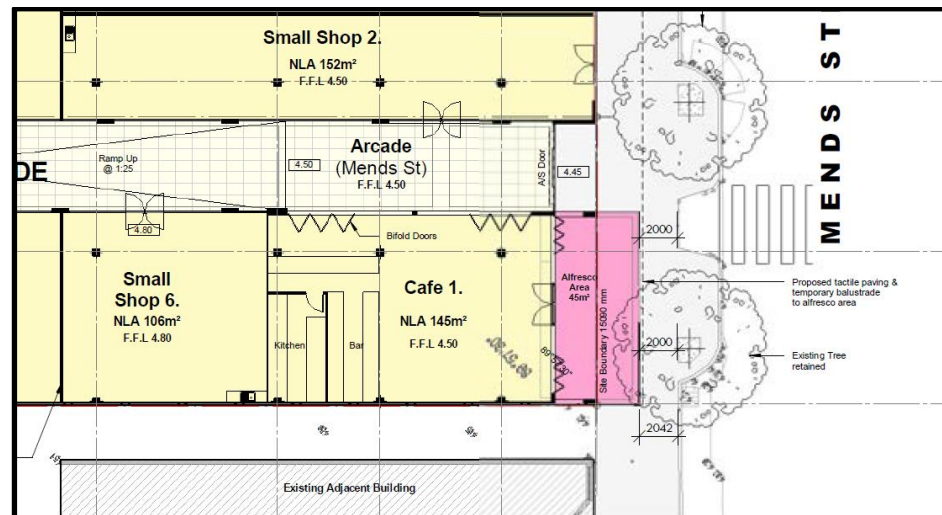 Small Shop 2.
NLA 152m²
F.F.L 4.50
MENDS ST
Arcade
(Mends St)
F.F.L 4.50
DE
Ramp Up
@ 1:25
4.50
A/S Door
4.45
4.80
Bifold Doors
2000
Small
Shop 6.
NLA 106m²
F.F.L 4.80
Cafe 1.
NLA 145m²
F.F.L 4.50
Kitchen
Bar
Alfresco
Area
45m²
Site Boundary 15090 mm
Proposed tactile paving &
temporary balustrade
to alfresco area
2000
Existing Tree
retained
2042
Existing Adjacent Building